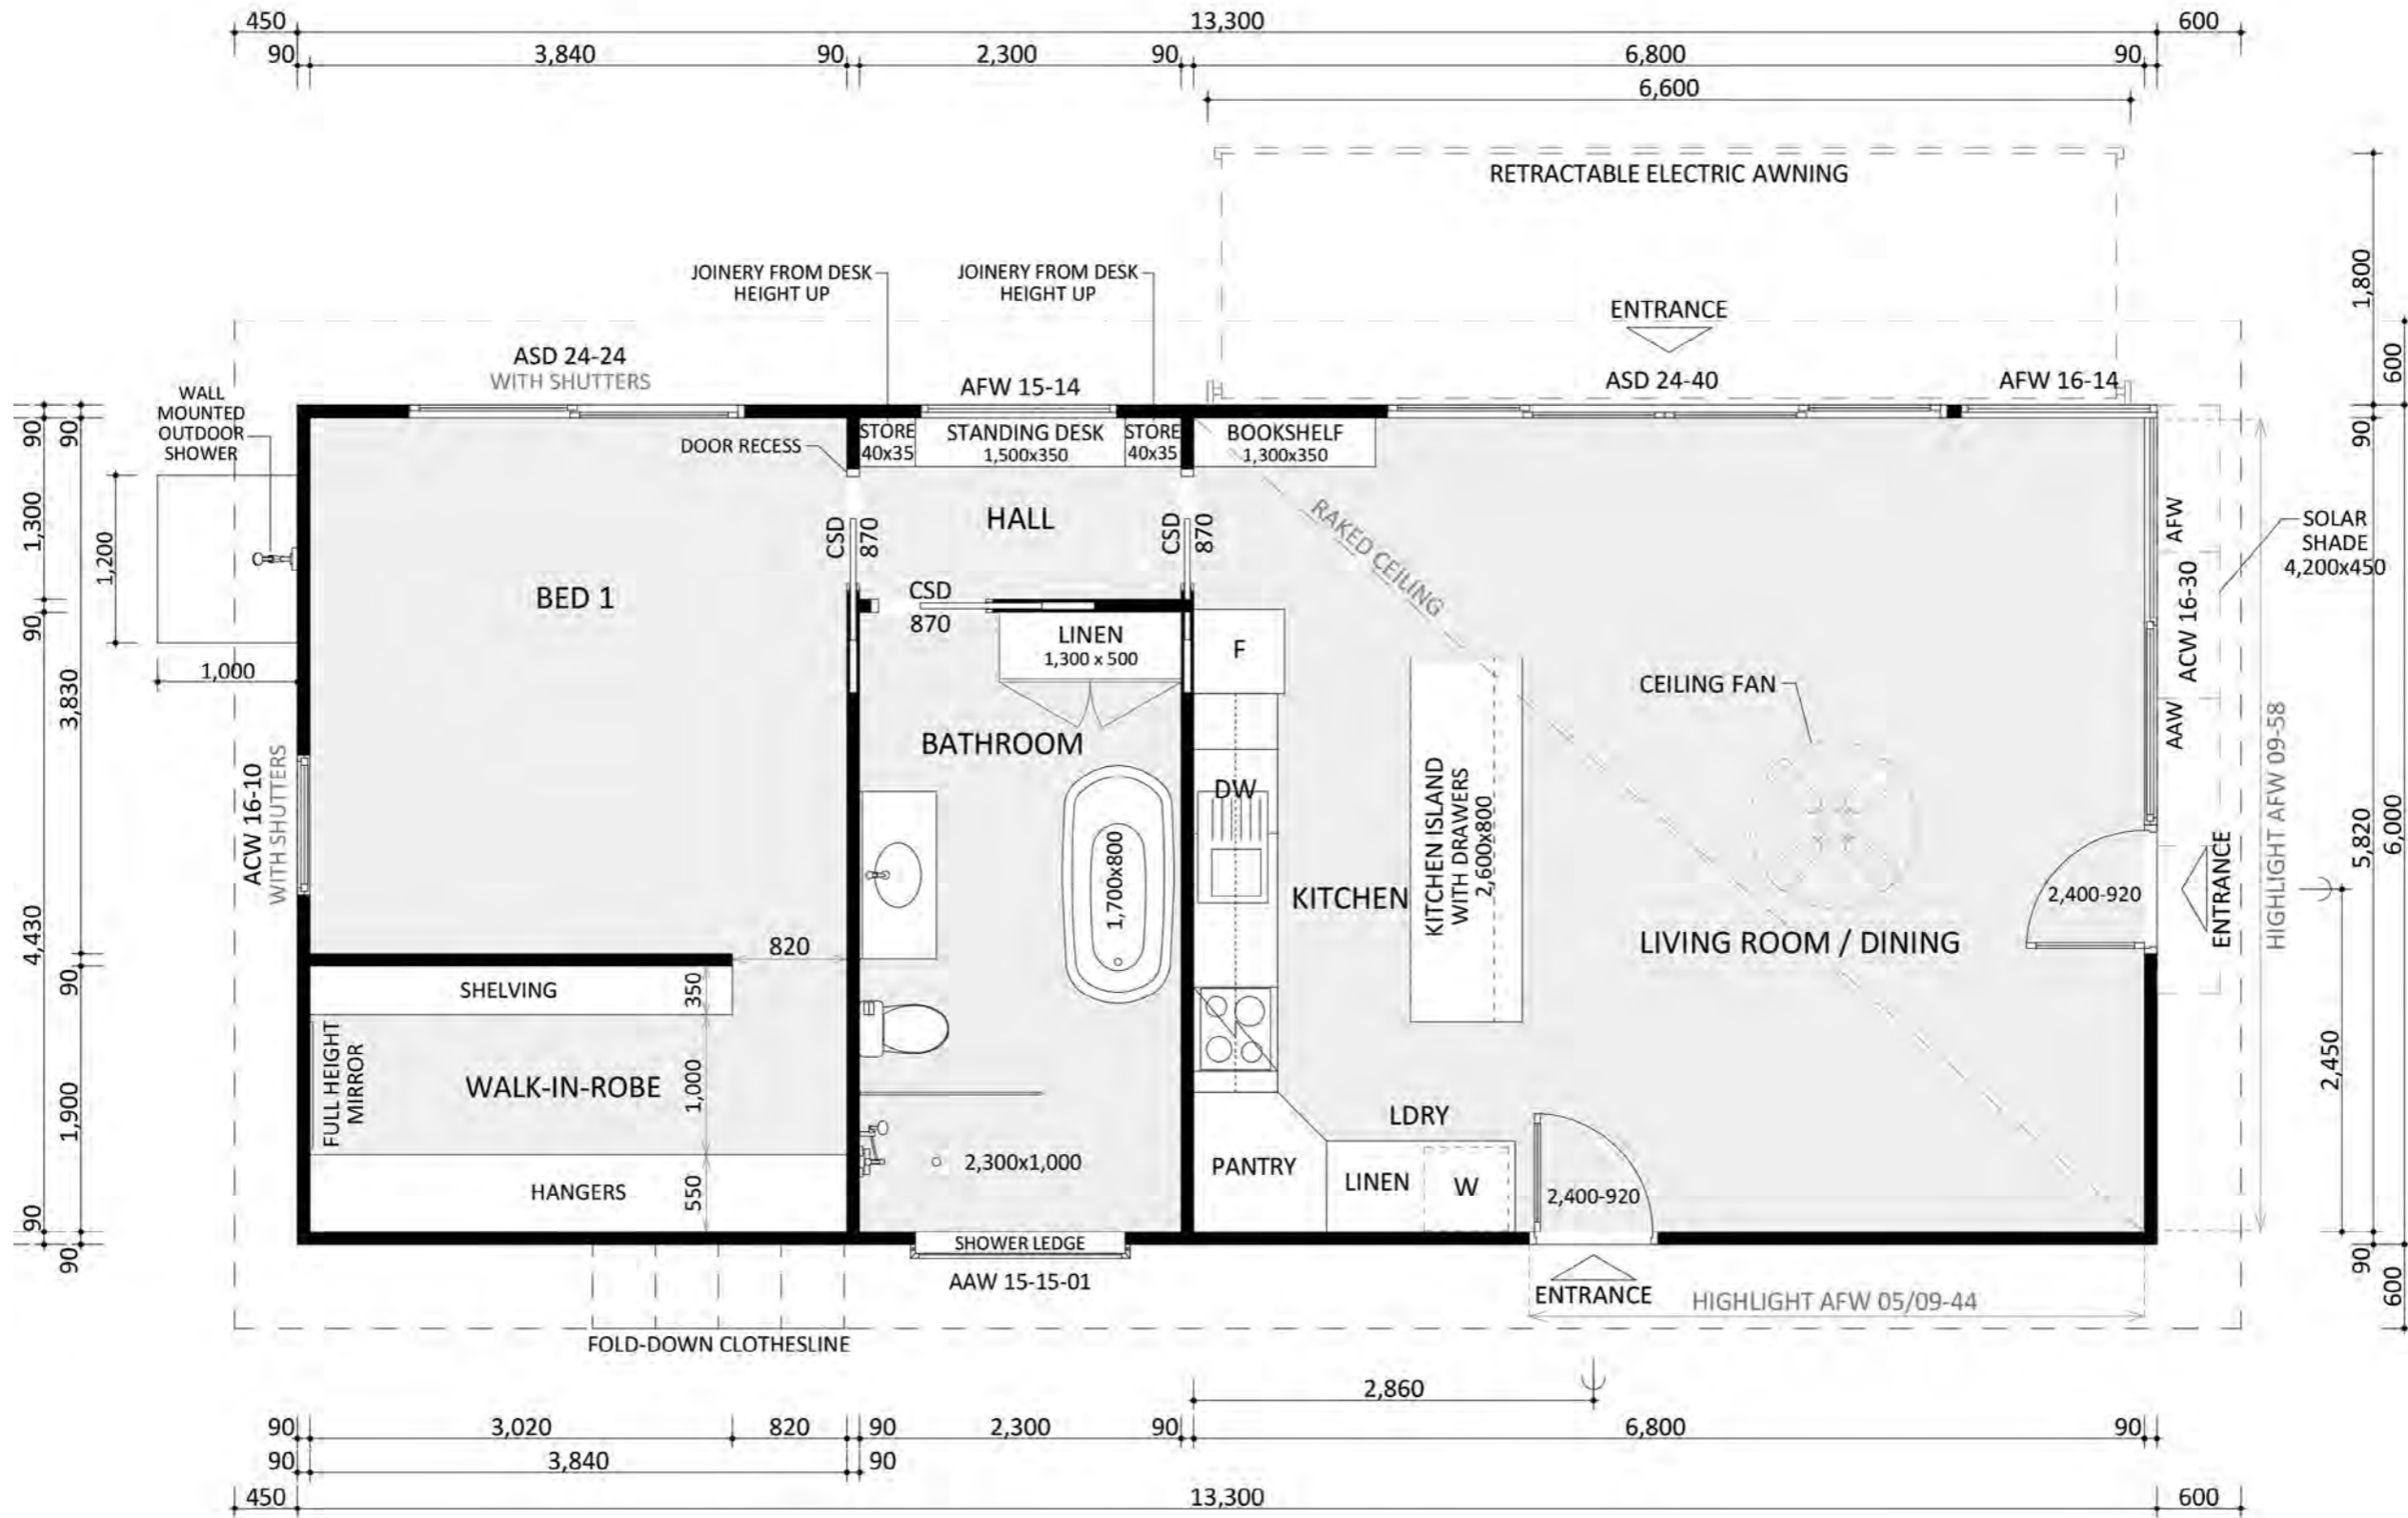 450
13,300
600
90
3,840
90
2,300
90
6,800
90
6,600
RETRACTABLE ELECTRIC AWNING
JOINERY FROM DESK
HEIGHT UP
JOINERY FROM DESK
HEIGHT UP
ENTRANCE
ASD 24-24
WITH SHUTTERS
AFW 15-14
ASD 24-40
AFW 16-14
WALL
MOUNTED
OUTDOOR
SHOWER
DOOR RECESS
STORE
40x35
STANDING DESK
1,500x350
STORE
40x35
BOOKSHELF
1,300x350
HALL
CSD
870
CSD
870
CSD
870
RAKED CEILING
BED 1
LINEN
1,300 x 500
F
CEILING FAN
BATHROOM
DW
KITCHEN ISLAND
WITH DRAWERS
2,600x800
1,700x800
KITCHEN
LIVING ROOM / DINING
2,400-920
ENTRANCE
AFW
ACW 16-30
AAW
SOLAR
SHADE
4,200x450
HIGHLIGHT AFW 09-58
ACW 16-10
WITH SHUTTERS
820
SHELVING
350
FULL HEIGHT
MIRROR
WALK-IN-ROBE
1,000
HANGERS
550
2,300x1,000
LDRY
PANTRY
LINEN
W
2,400-920
SHOWER LEDGE
AAW 15-15-01
ENTRANCE
HIGHLIGHT AFW 05/09-44
FOLD-DOWN CLOTHESLINE
90
1,300
90
4,430
90
90
3,830
90
1,900
90
1,200
1,000
1,800
600
90
5,820
6,000
2,450
90
600
2,860
90
3,020
820
90
2,300
90
6,800
90
90
3,840
90
450
13,300
600